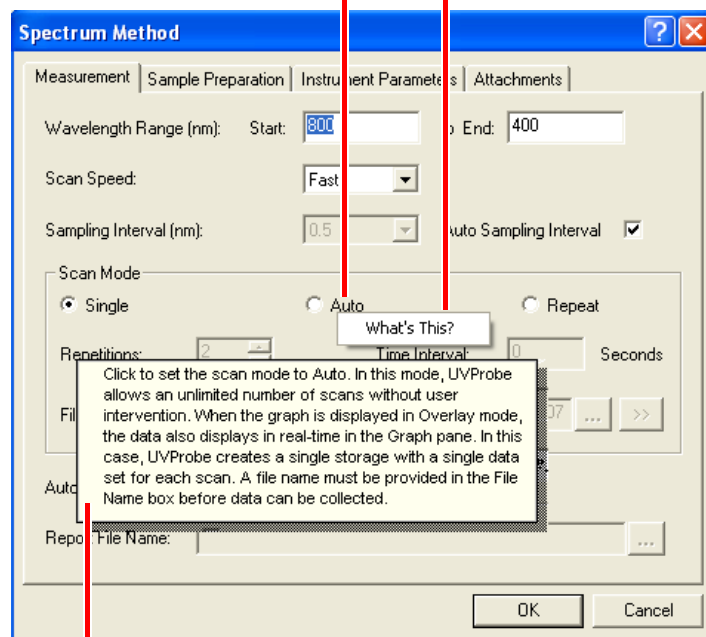 Spectrum Method
Measurement Sample Preparation Instrument Parameters Attachments
Wavelength Range (nm): Start: 800 End: 400
Scan Speed: Fast
Sampling Interval (nm): 0.5 Auto Sampling Interval
Scan Mode
Single Auto Repeat
What's This?
Repetitions: 2 Time Interval: 0 Seconds
Click to set the scan mode to Auto. In this mode, UVProbe
allows an unlimited number of scans without user
intervention. When the graph is displayed in Overlay mode,
the data also displays in real-time in the Graph pane. In this
case, UVProbe creates a single storage with a single data
set for each scan. A file name must be provided in the File
Name box before data can be collected.
... >>
Report File Name: ...
OK Cancel